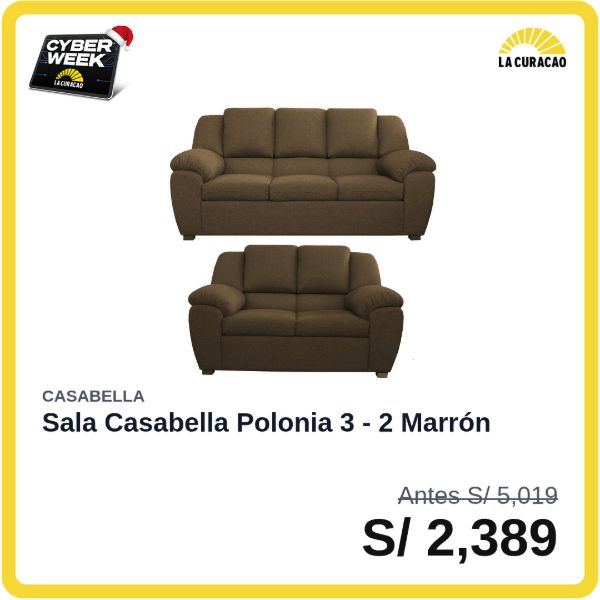 CYBER
WEEK
LA CURACAO
LA CURACAO
CASABELLA
Sala Casabella Polonia 3 - 2 Marrón
Antes S/ 5,019
S/ 2,389